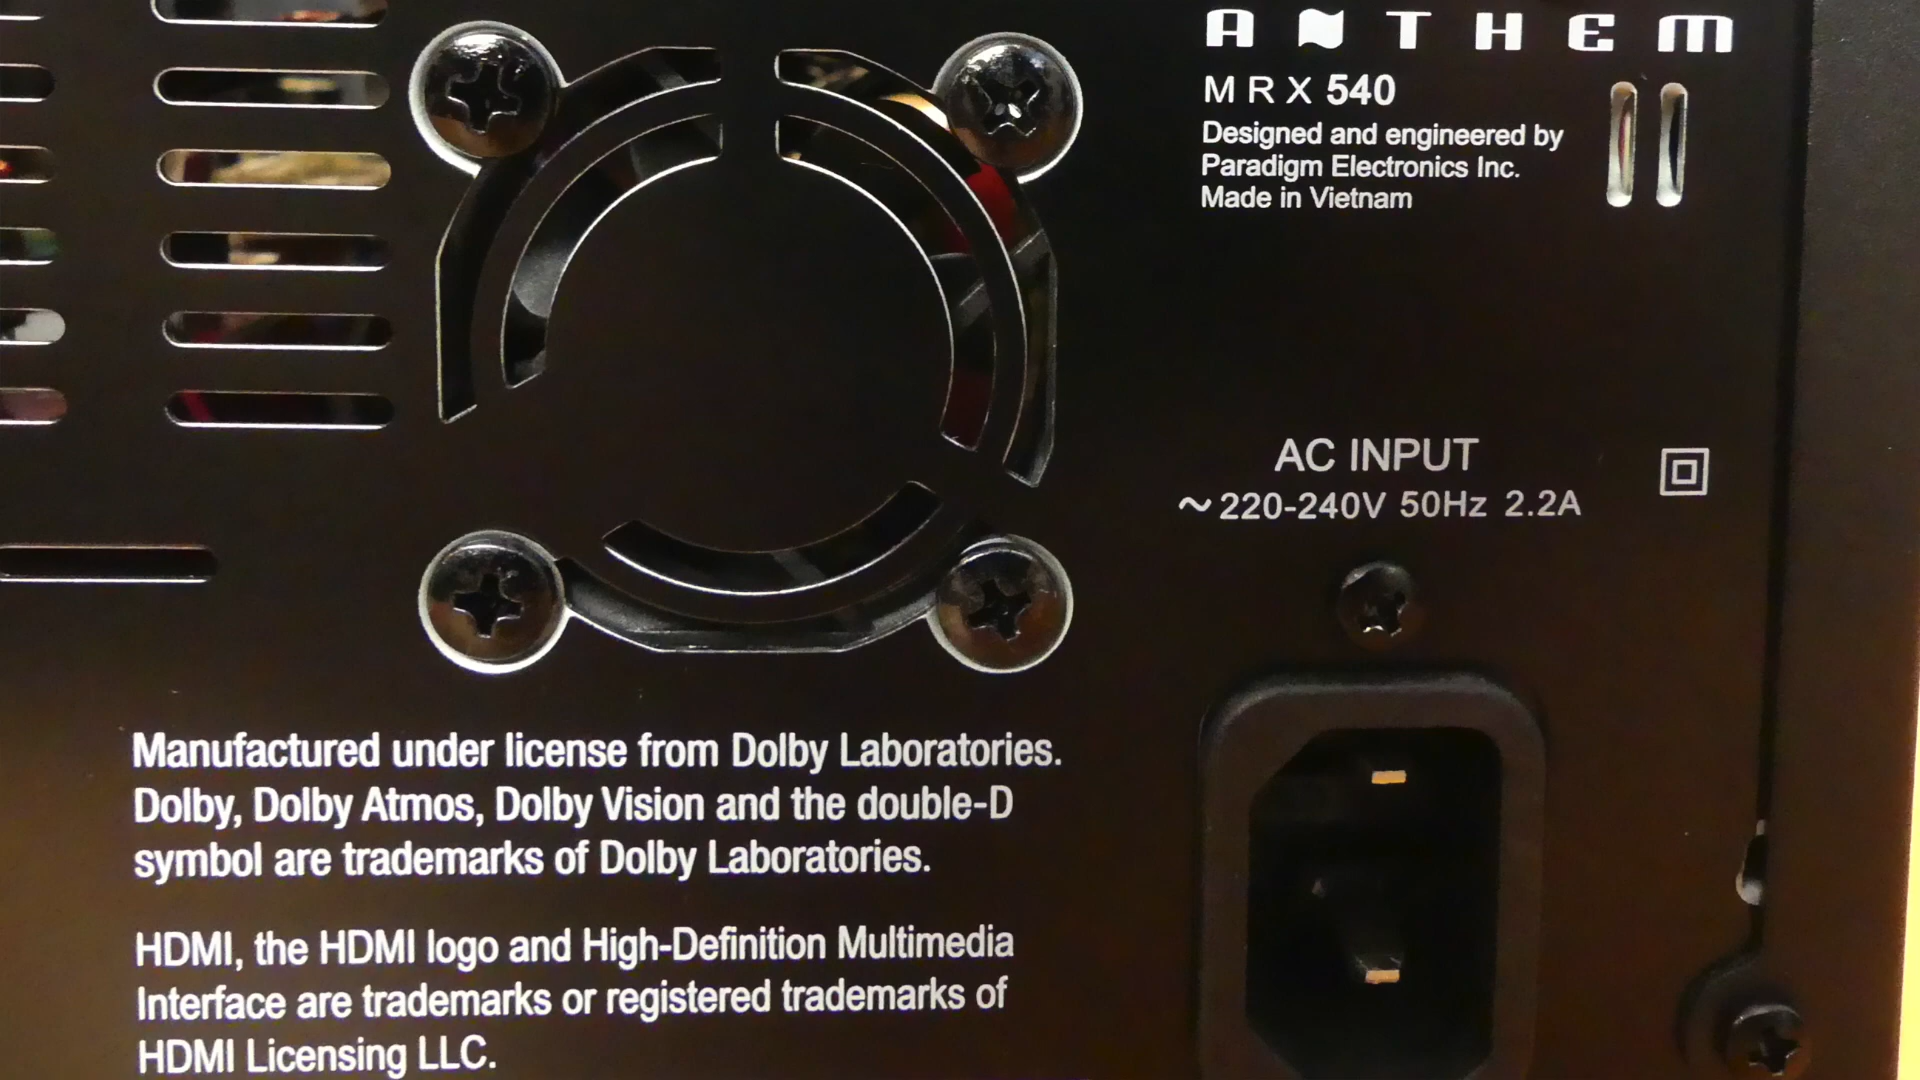 ANTHEM
MRX 540
Designed and engineered by
Paradigm Electronics Inc.
Made in Vietnam
AC INPUT
~220-240V 50Hz 2.2A
Manufactured under license from Dolby Laboratories.
Dolby, Dolby Atmos, Dolby Vision and the double-D
symbol are trademarks of Dolby Laboratories.
HDMI, the HDMI logo and High-Definition Multimedia
Interface are trademarks or registered trademarks of
HDMI Licensing LLC.